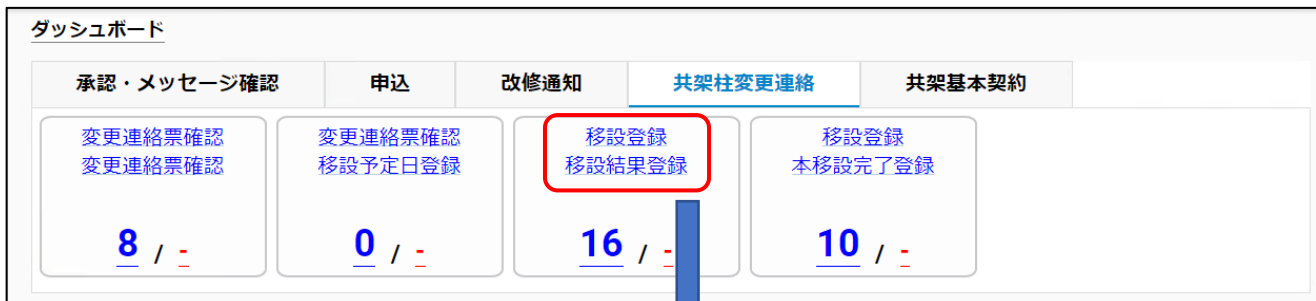 ダッシュボード
承認・メッセージ確認 申込 改修通知 共架柱変更連絡 共架基本契約
変更連絡票確認 変更連絡票確認 移設登録 移設登録
変更連絡票確認 移設予定日登録 移設結果登録 本移設完了登録
8 / - 0 / - 16 / - 10 / -